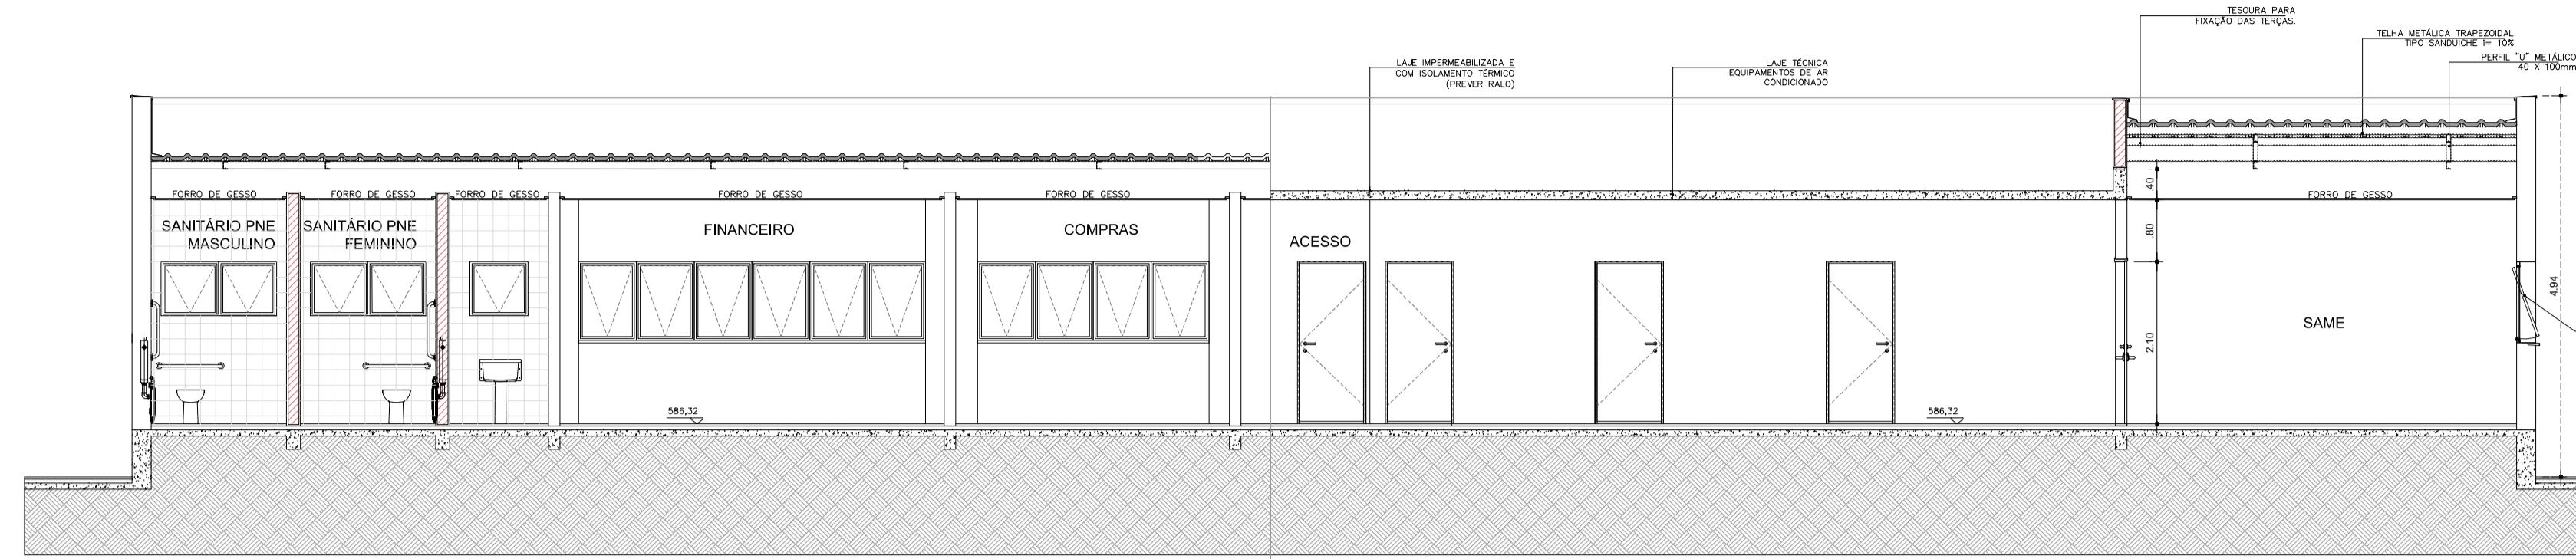 TESOURA PARA
FIXAÇÃO DAS TERÇAS.
TELHA METÁLICA TRAPEZOIDAL
TIPO SANDUICHE i= 10%
PERFIL "U" METÁLICO
40 X 100mm
LAJE IMPERMEABILIZADA E
COM ISOLAMENTO TÉRMICO
(PREVER RALO)
LAJE TÉCNICA
EQUIPAMENTOS DE AR
CONDICIONADO
FORRO DE GESSO
FORRO DE GESSO
FORRO DE GESSO
FORRO DE GESSO
FORRO DE GESSO
FORRO DE GESSO
SANITÁRIO PNE
MASCULINO
SANITÁRIO PNE
FEMININO
FINANCEIRO
COMPRAS
ACESSO
SAME
.40
.80
2.10
4.94
586,32
586,32